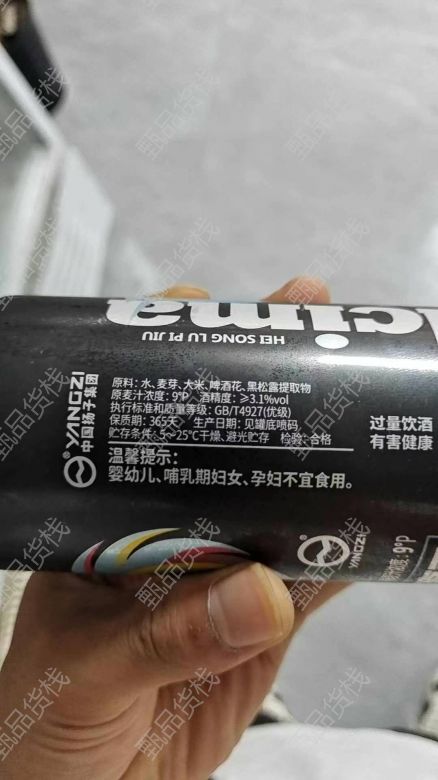 cima
HEI SONG LU PI JIU
YANGZI
中国扬子集团
原料: 水、麦芽、大米、啤酒花、黑松露提取物
原麦汁浓度: 9°P 酒精度: ≥3.1%vol
执行标准和质量等级: GB/T4927(优级)
保质期: 365天 生产日期: 见罐底喷码
贮存条件: 5~25°C干燥、避光贮存 检验: 合格
温馨提示:
婴幼儿、哺乳期妇女、孕妇不宜食用。
过量饮酒
有害健康
YANGZI
9°P
甄品货栈